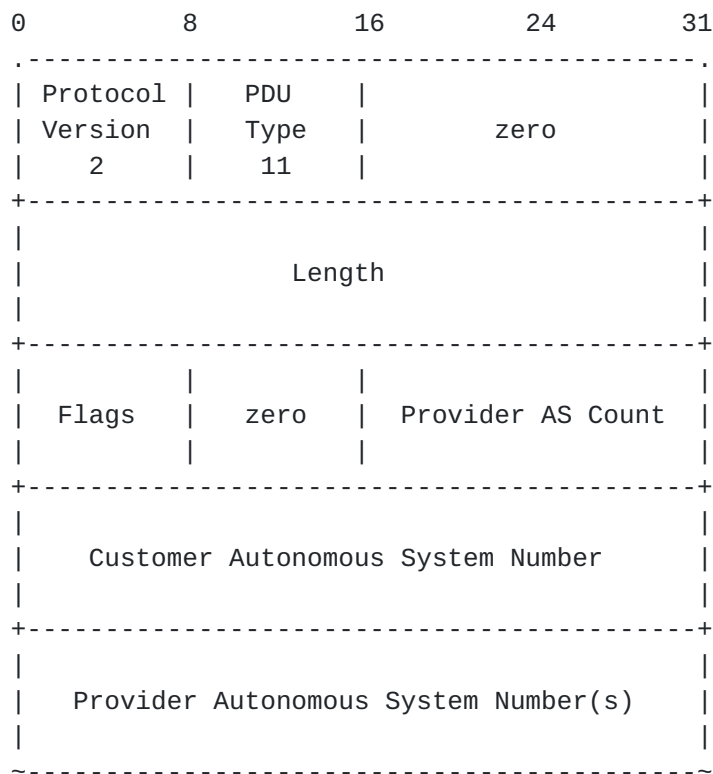 0          8          16         24        31
.-------------------------------------------.
| Protocol |   PDU    |                     |
| Version  |   Type   |        zero         |
|    2     |    11    |                     |
+-------------------------------------------+
|                                           |
|                 Length                    |
|                                           |
+-------------------------------------------+
|          |          |                     |
|  Flags   |   zero   |  Provider AS Count  |
|          |          |                     |
+-------------------------------------------+
|                                           |
|    Customer Autonomous System Number      |
|                                           |
+-------------------------------------------+
|                                           |
|   Provider Autonomous System Number(s)    |
|                                           |
~-------------------------------------------~